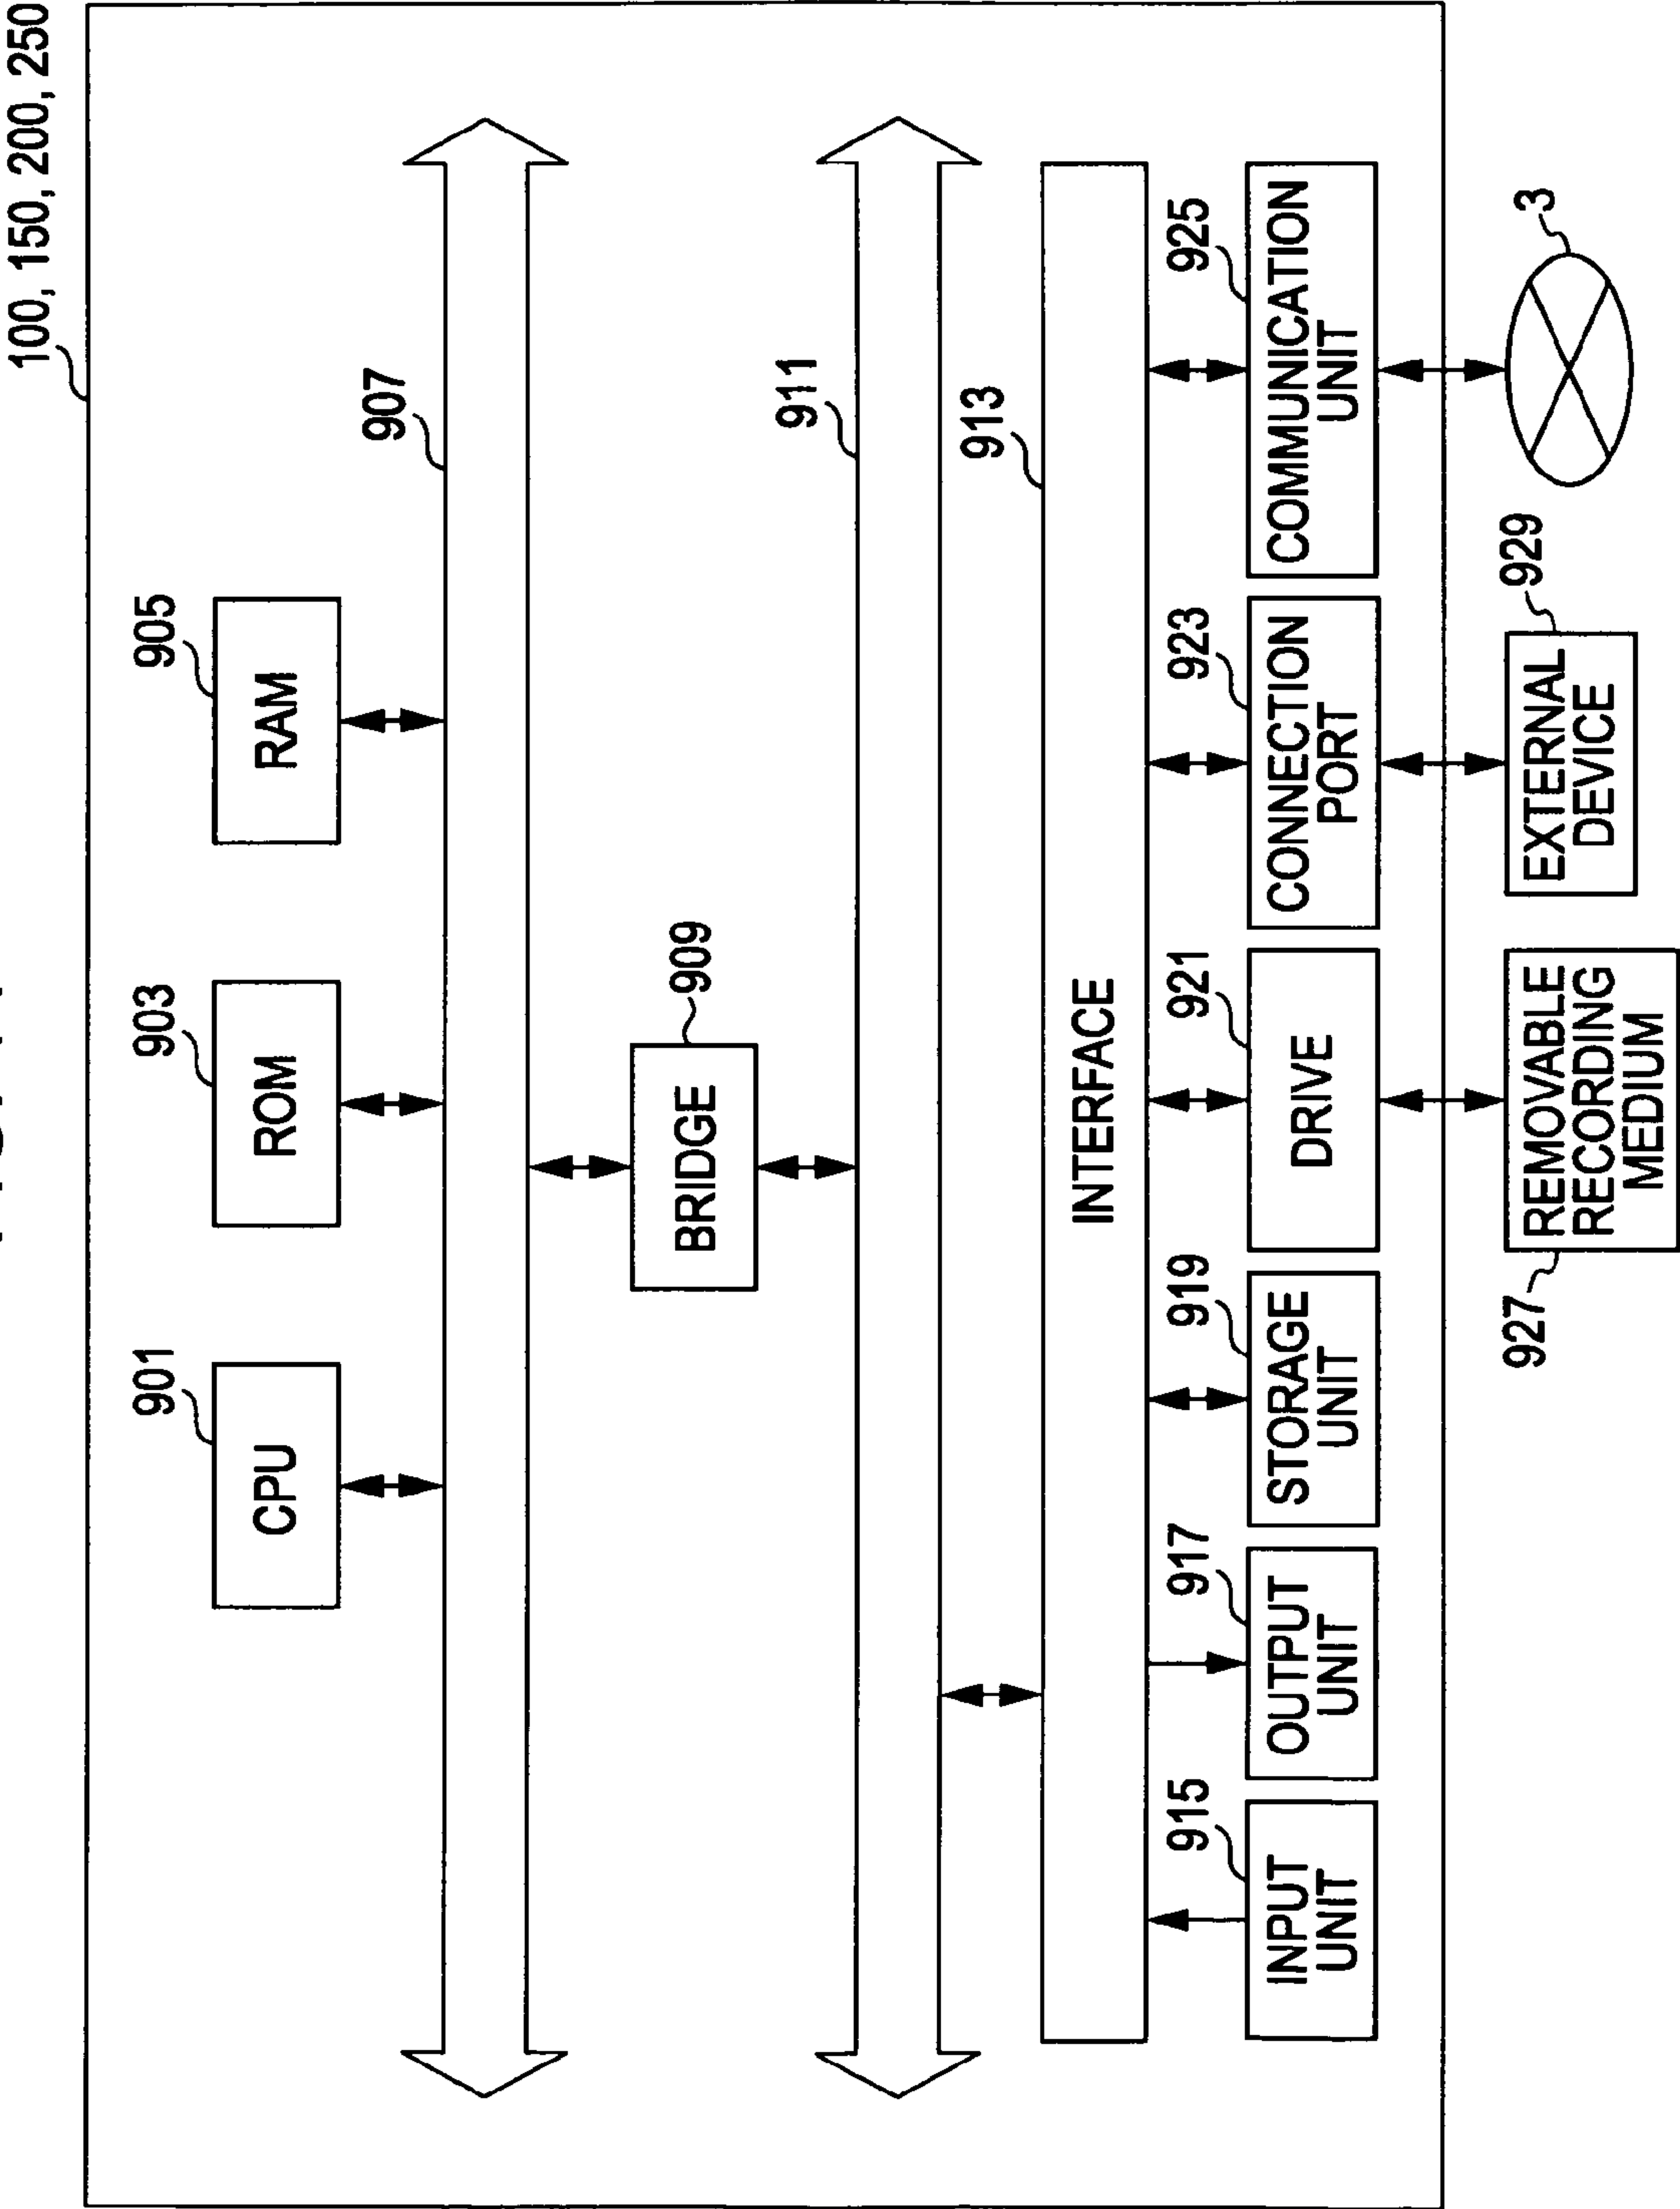 100, 150, 200, 250
901
903
905
CPU
ROM
RAM
907
909
BRIDGE
911
913
INTERFACE
915
917
919
921
923
925
INPUT
UNIT
OUTPUT
UNIT
STORAGE
UNIT
DRIVE
CONNECTION
PORT
COMMUNICATION
UNIT
927
REMOVABLE
RECORDING
MEDIUM
929
EXTERNAL
DEVICE
3